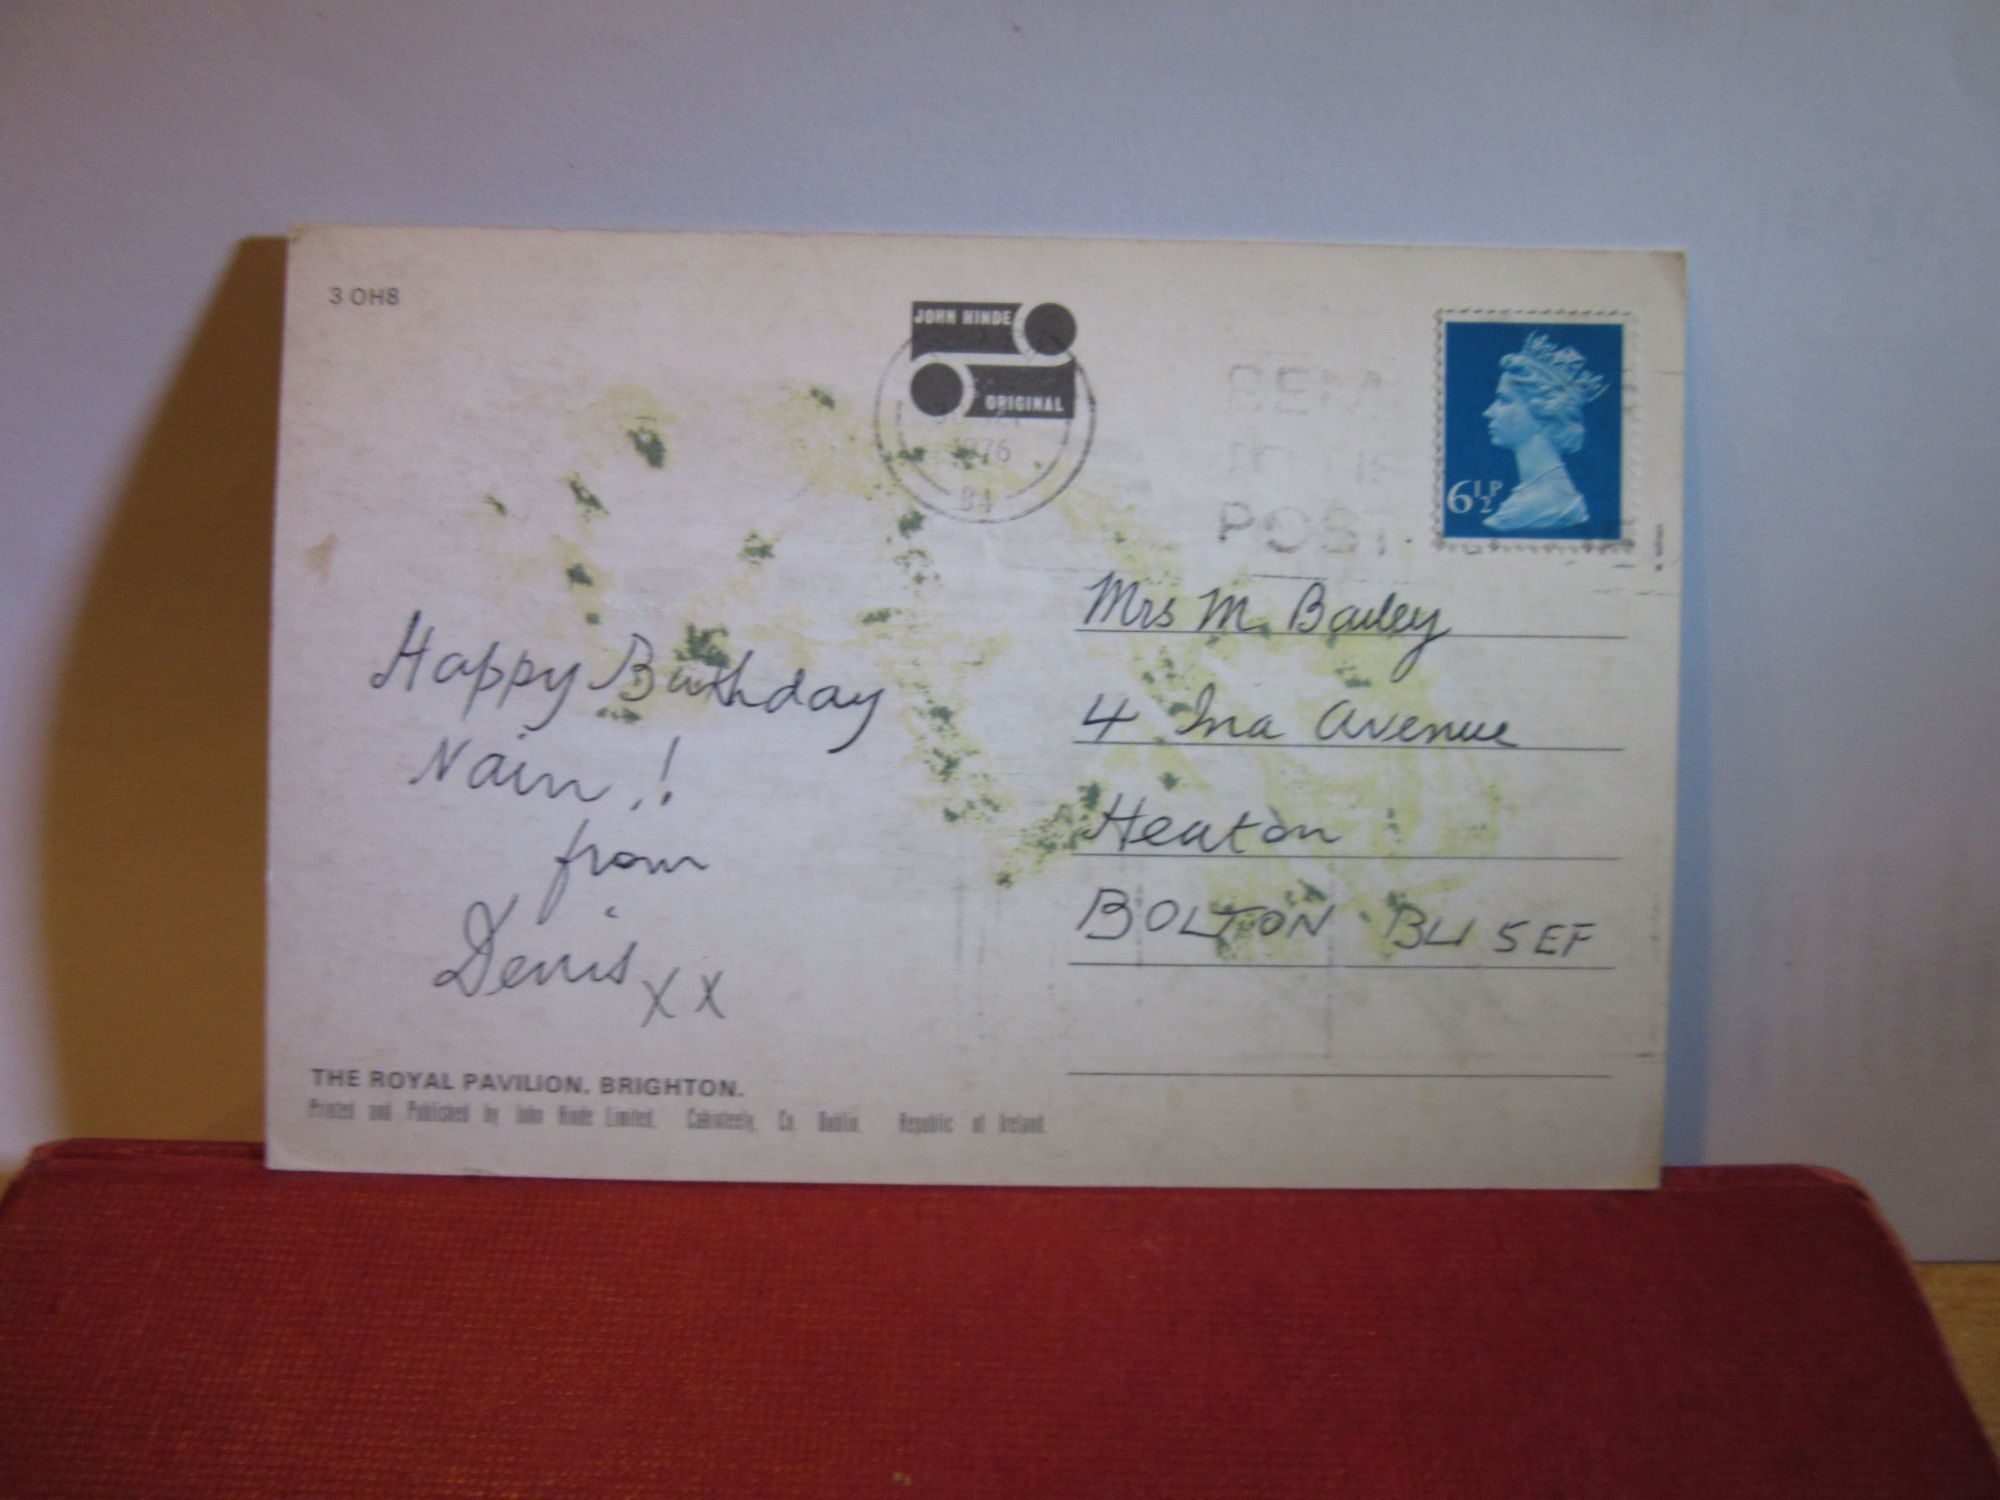 3 OH8
JOHN HINDE
ORIGINAL
1976
B4
POST
6½P
Happy Birthday
Nain!!
from
Denis xx
Mrs M. Bailey
4 Ina Avenue
Heaton
BOLTON BL1 5EF
THE ROYAL PAVILION, BRIGHTON.
Printed and Published by John Hinde Limited, Cabinteely, Co. Dublin, Republic of Ireland.